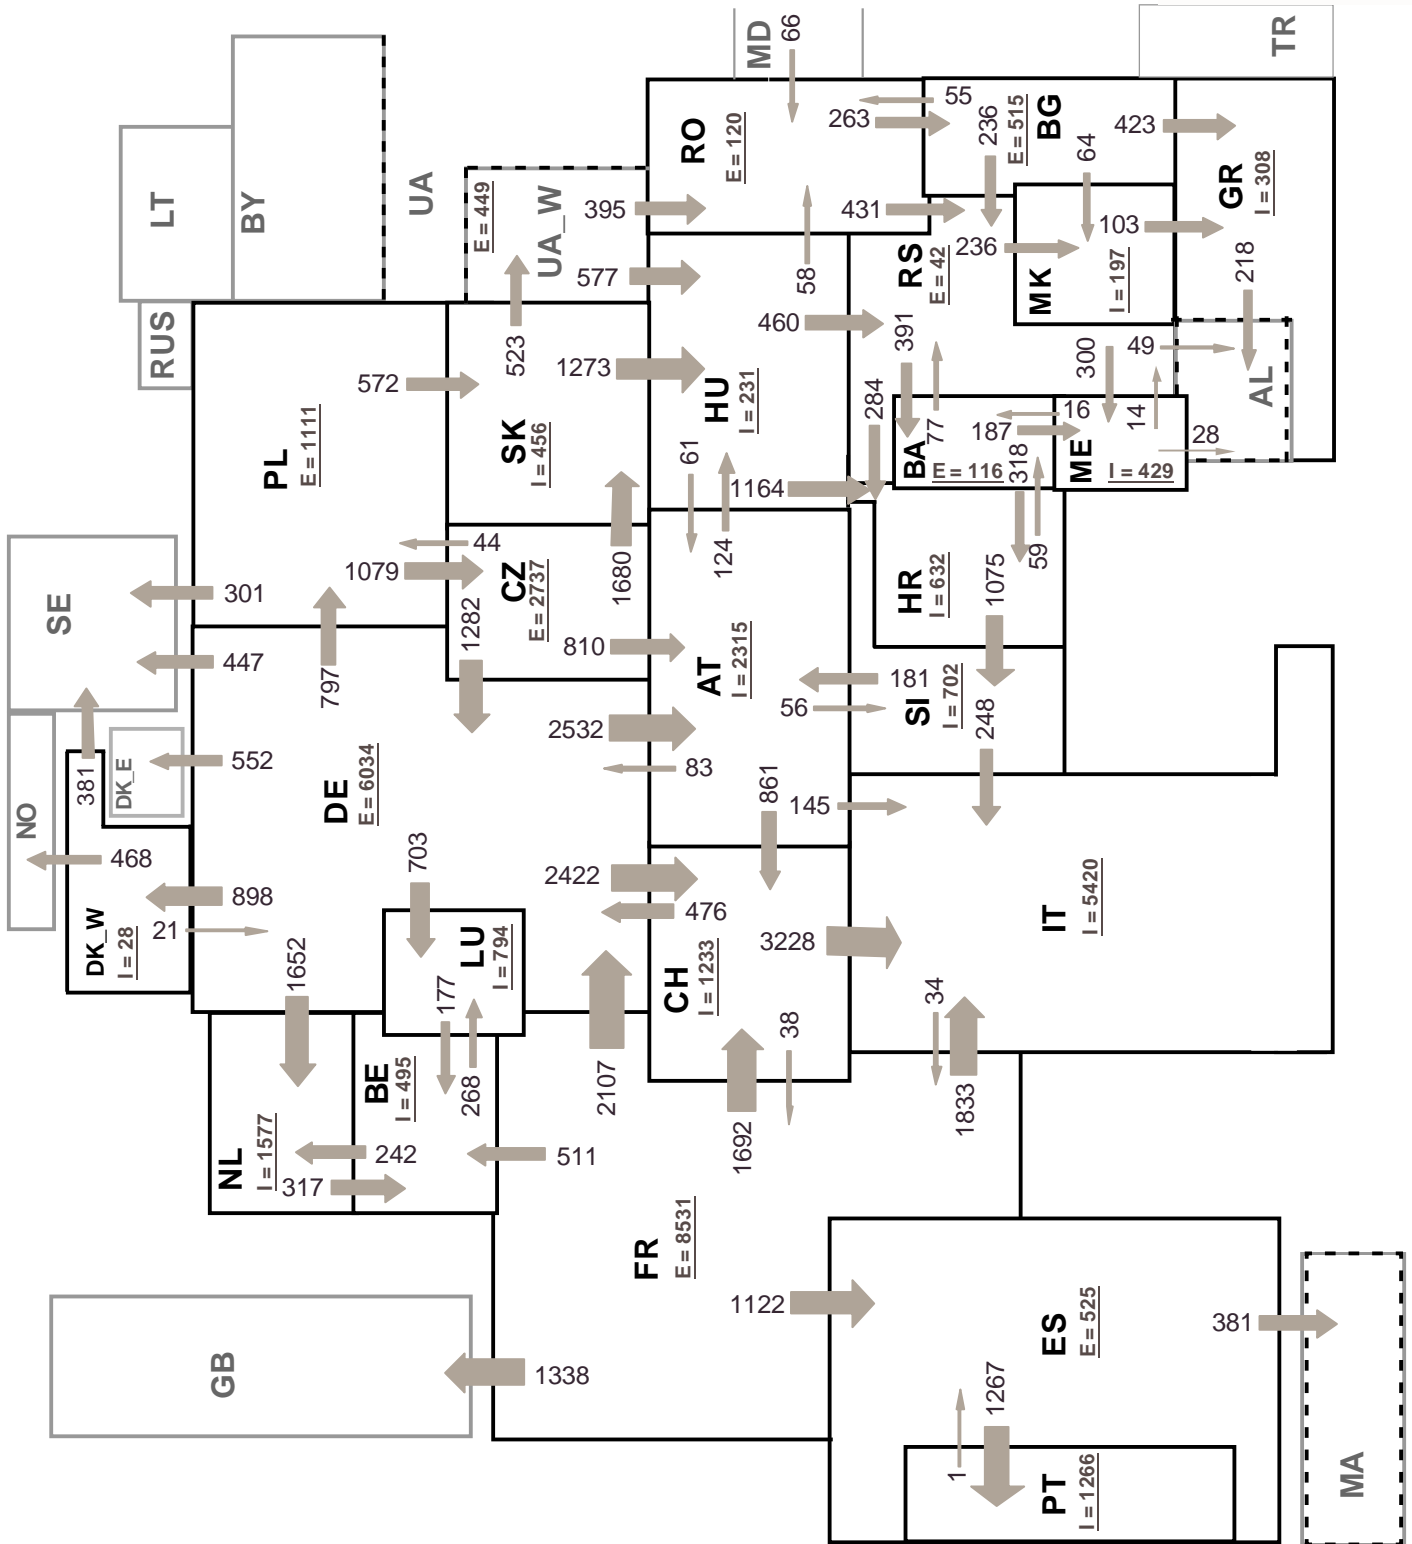 MD
66
TR
RO
E = 120
263
55
236
E = 515
BG
64
423
GR
I = 308
LT
BY
UA
E = 449
UA_W
395
431
RS
E = 42
236
103
MK
I = 197
218
RUS
523
577
58
460
391
300
49
AL
PL
E = 1111
572
SK
I = 456
1273
HU
I = 231
284
77
BA
E = 116
187
16
318
14
ME
I = 429
28
61
124
1164
SE
301
447
1079
44
CZ
E = 2737
1680
1282
797
810
HR
I = 632
1075
59
AT
I = 2315
181
56
SI
I = 702
248
NO
381
DK_E
552
DE
E = 6034
2532
83
861
145
468
898
21
DK_W
I = 28
703
2422
476
3228
IT
I = 5420
1652
LU
I = 794
177
268
CH
I = 1233
38
34
1833
2107
1692
BE
I = 495
NL
I = 1577
242
317
511
FR
E = 8531
1122
ES
E = 525
381
GB
1338
1267
1
PT
I = 1266
MA